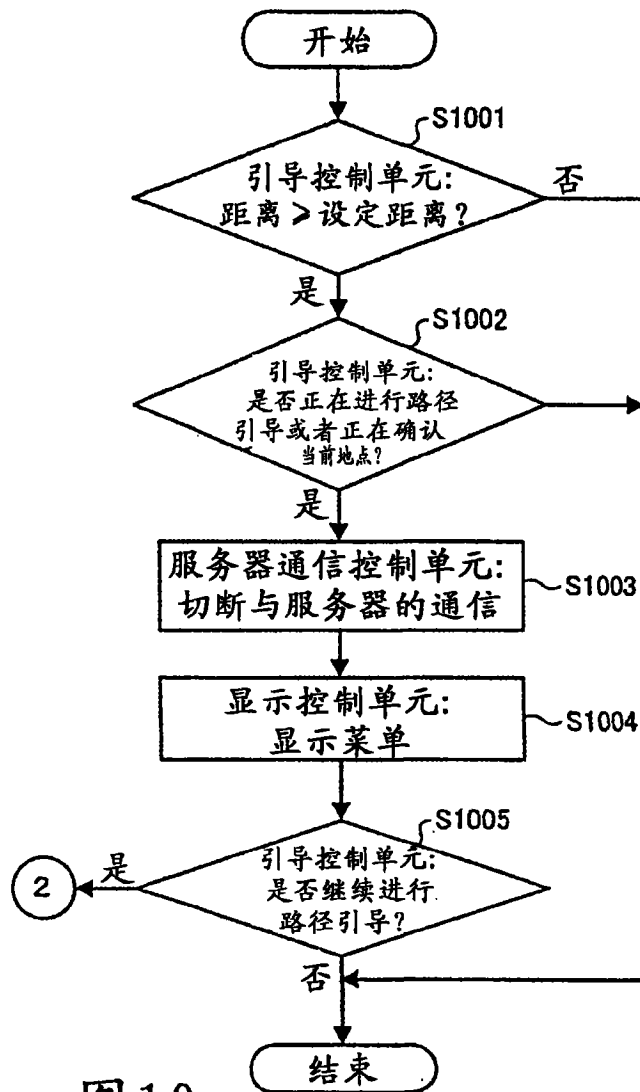 开始
S1001
引导控制单元:
距离≥设定距离?
否
是
S1002
引导控制单元:
是否正在进行路径
引导或者正在确认
当前地点?
是
服务器通信控制单元:
切断与服务器的通信
S1003
显示控制单元:
显示菜单
S1004
S1005
引导控制单元:
是否继续进行
路径引导?
是
2
否
结束